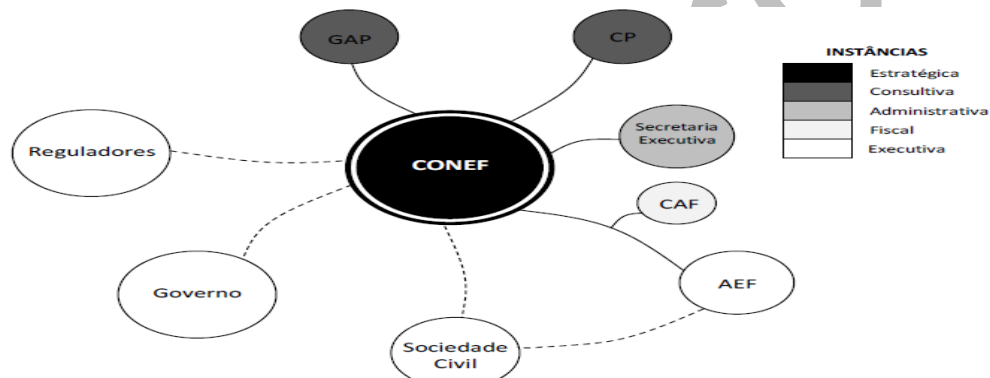 GAP
CP
INSTÂNCIAS
Estratégica
Consultiva
Administrativa
Fiscal
Executiva
Reguladores
CONEF
Secretaria
Executiva
CAF
Governo
AEF
Sociedade
Civil